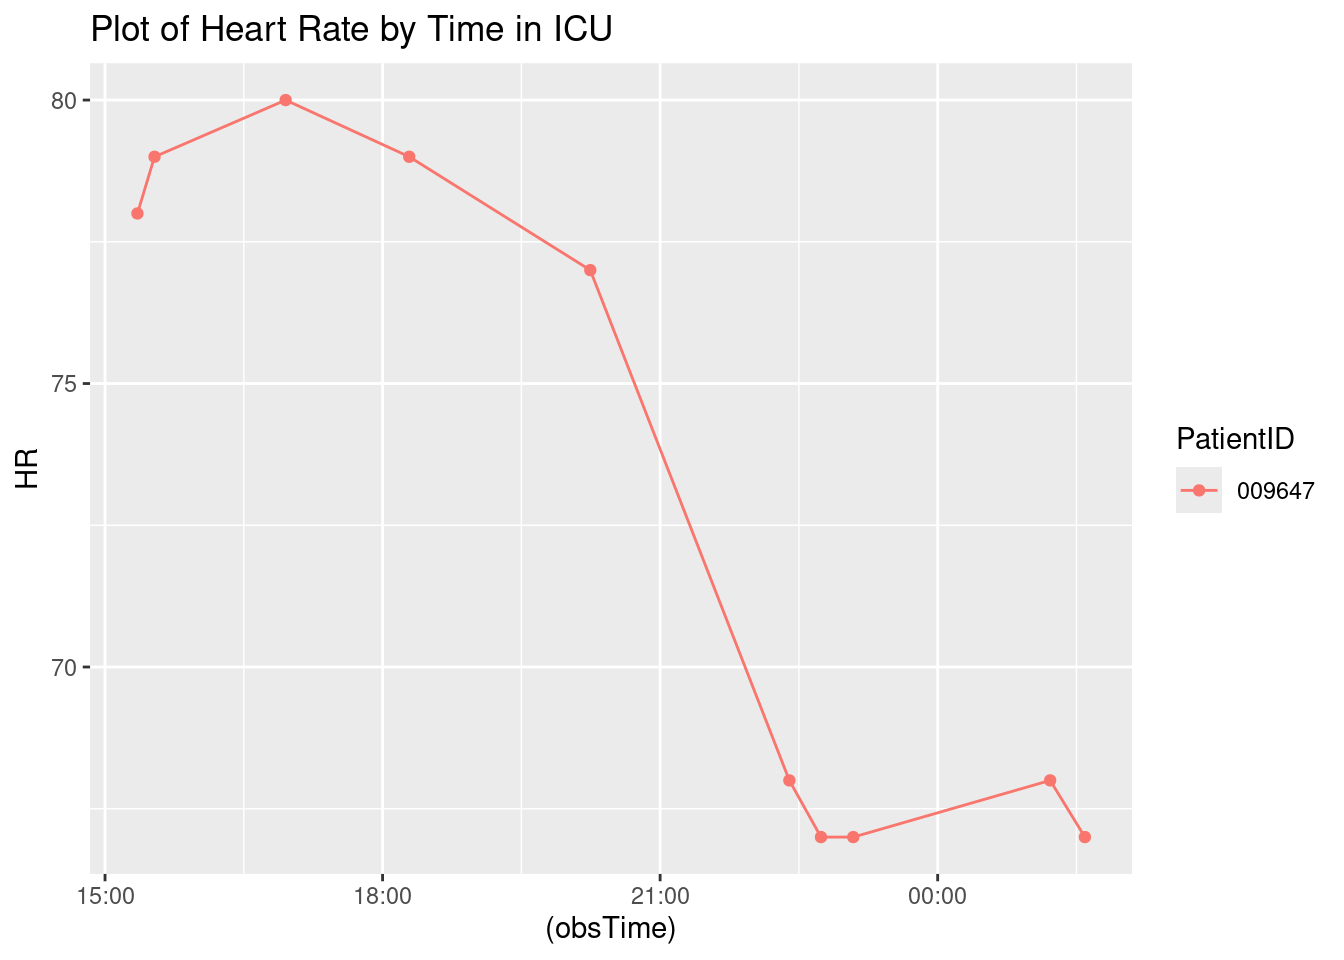 Plot of Heart Rate by Time in ICU
80
75
70
HR
15:00 18:00 21:00 00:00
(obsTime)
PatientID
009647